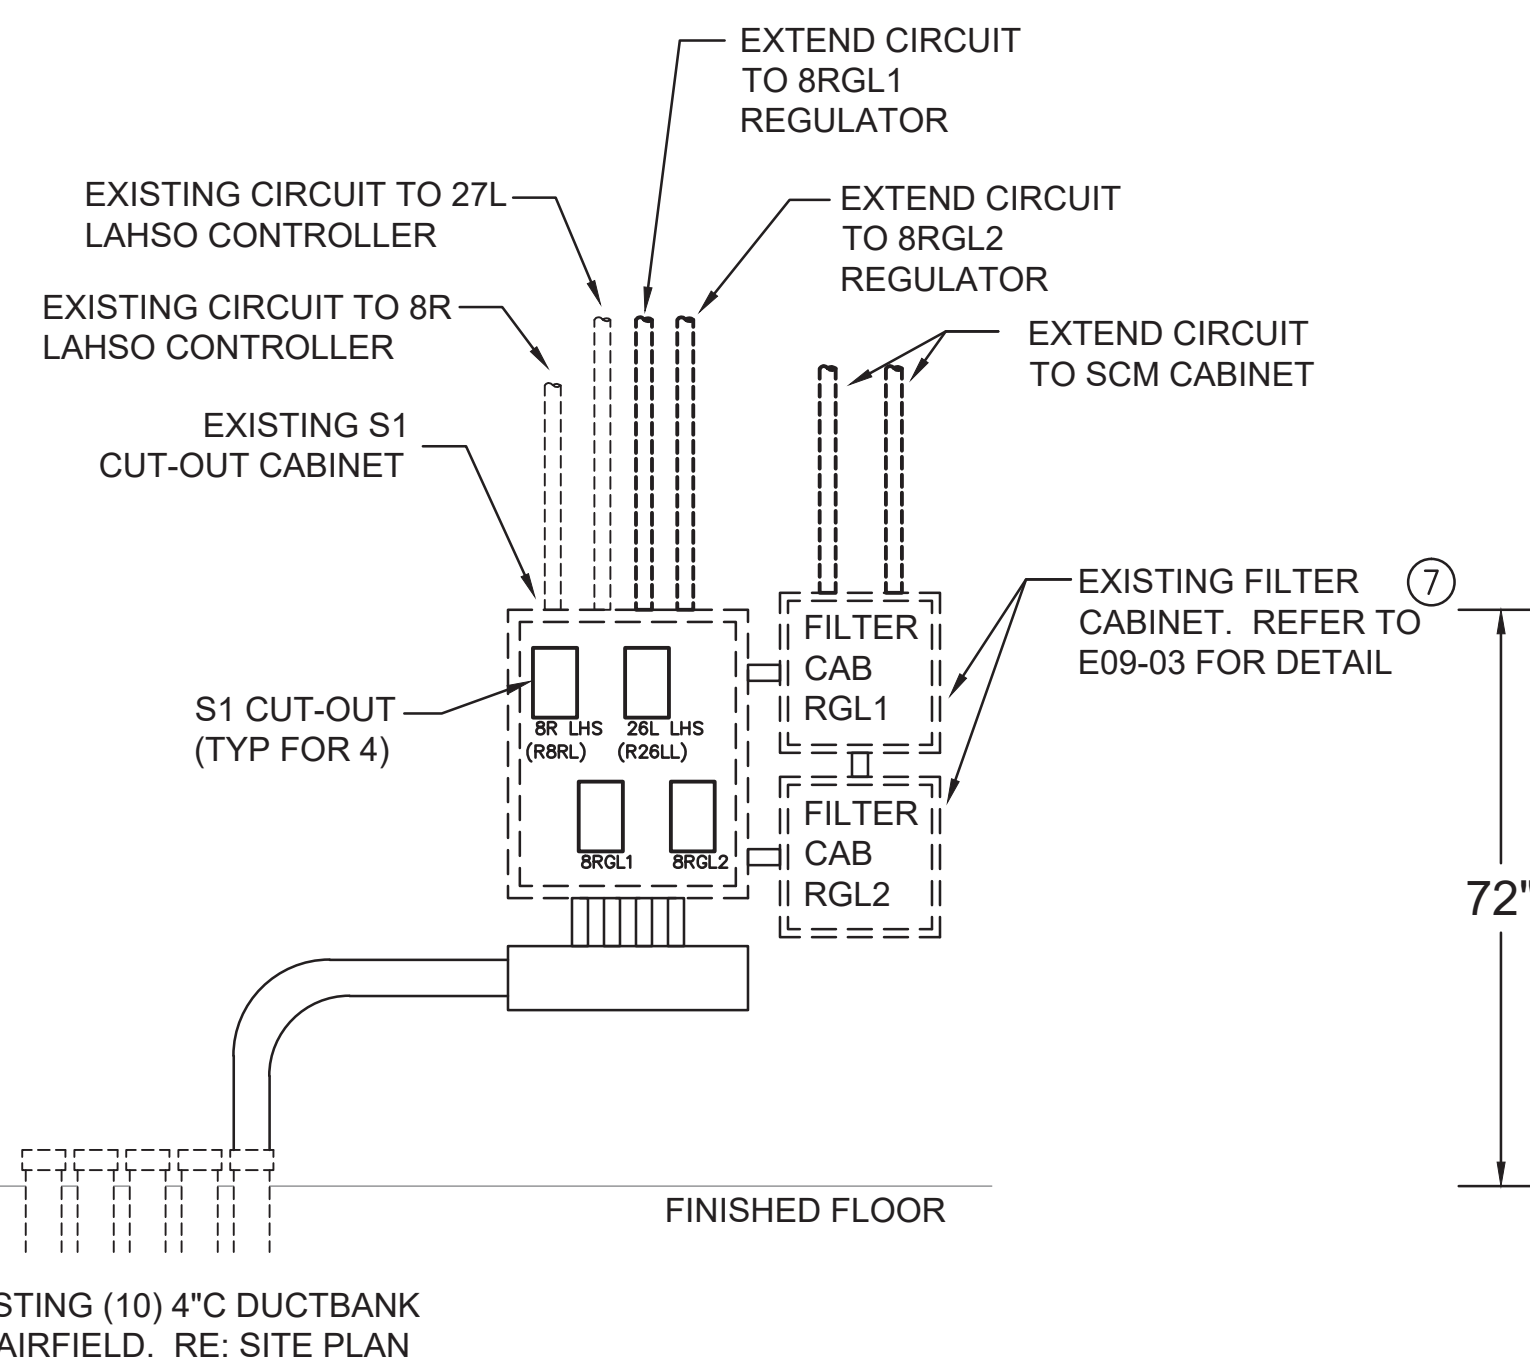 EXTEND CIRCUIT
TO 8RGL1
REGULATOR
EXISTING CIRCUIT TO 27L
LAHSO CONTROLLER
EXTEND CIRCUIT
TO 8RGL2
REGULATOR
EXISTING CIRCUIT TO 8R
LAHSO CONTROLLER
EXTEND CIRCUIT
TO SCM CABINET
EXISTING S1
CUT-OUT CABINET
EXISTING FILTER
CABINET. REFER TO
E09-03 FOR DETAIL
7
FILTER
CAB
RGL1
S1 CUT-OUT
(TYP FOR 4)
8R LHS
(R8RL)
26L LHS
(R26LL)
8RGL1
8RGL2
FILTER
CAB
RGL2
72"
FINISHED FLOOR
STING (10) 4"C DUCTBANK
AIRFIELD. RE: SITE PLAN